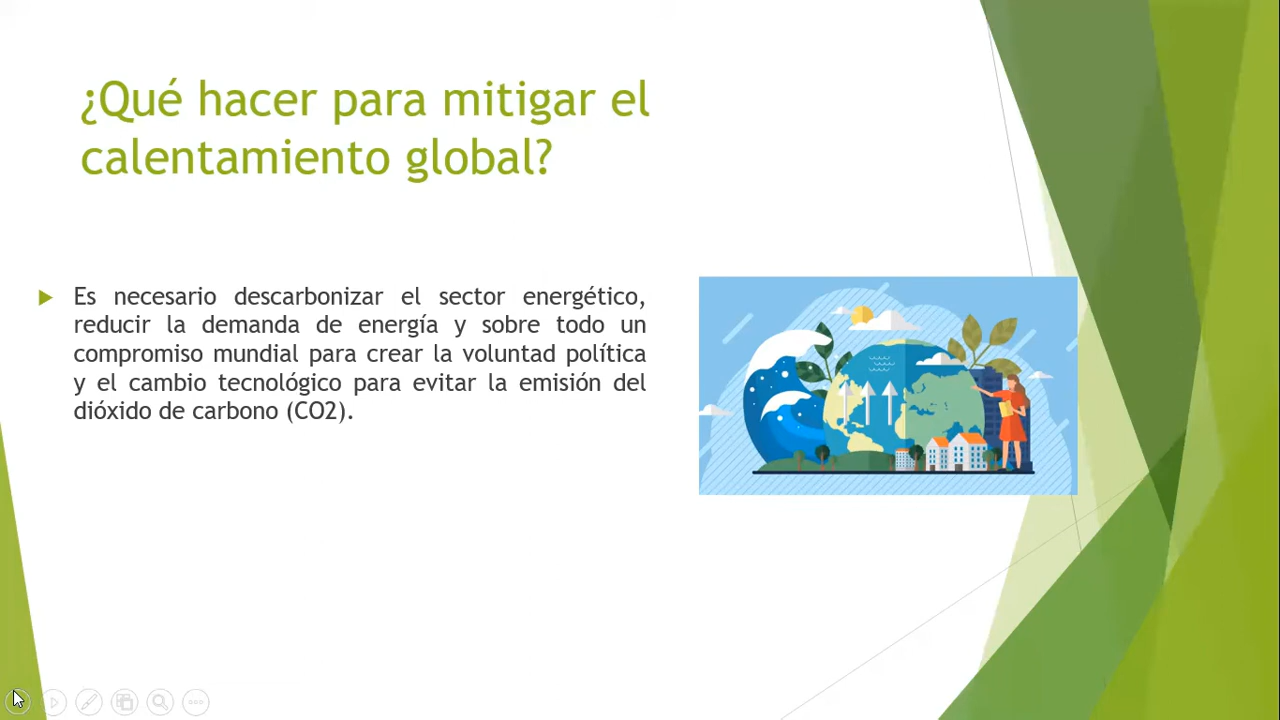 ¿Qué hacer para mitigar el
calentamiento global?
Es necesario descarbonizar el sector energético,
reducir la demanda de energía y sobre todo un
compromiso mundial para crear la voluntad política
y el cambio tecnológico para evitar la emisión del
dióxido de carbono (CO2).